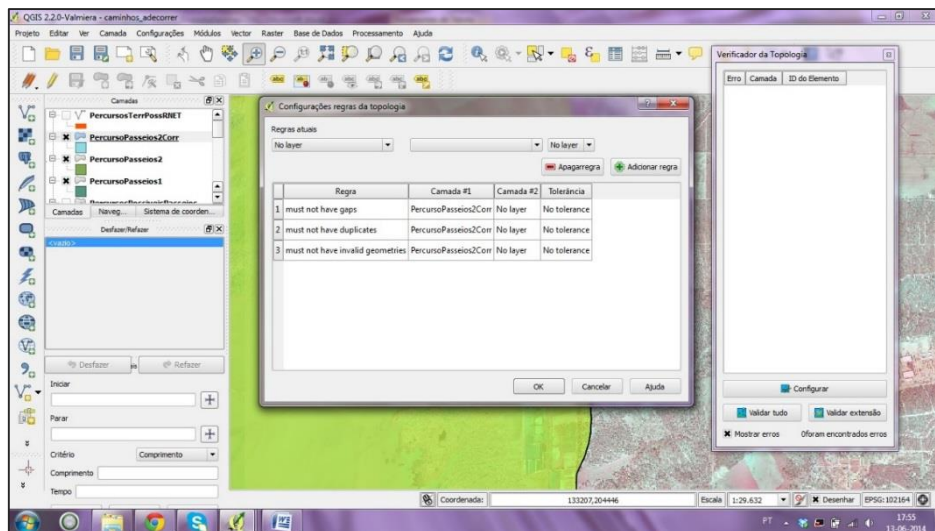 QGIS 2.2.0-Valmiera - caminhos_adecorrer
Projeto Editar Ver Camada Configurações Módulos Vector Raster Base de Dados Processamento Ajuda
Camadas
PercursosTerrPossRNET
PercursoPasseios2Corr
PercursoPasseios2
PercursoPasseios1
Camadas Naveg... Sistema de coorden...
Desfazer/Refazer
<vazio>
Desfazer Refazer
Iniciar
Parar
Critério Comprimento
Comprimento
Tempo
Configurações regras da topologia
Regras atuais
No layer No layer
Apagarregra Adicionar regra
Regra Camada #1 Camada #2 Tolerância
1 must not have gaps PercursoPasseios2Corr No layer No tolerance
2 must not have duplicates PercursoPasseios2Corr No layer No tolerance
3 must not have invalid geometries PercursoPasseios2Corr No layer No tolerance
OK Cancelar Ajuda
Verificador da Topologia
Erro Camada ID do Elemento
Configurar
Validar tudo Validar extensão
Mostrar erros 0foram encontrados erros
Coordenada: 133207,204446 Escala 1:29.632 Desenhar EPSG:102164
PT 17:55
13-06-2014